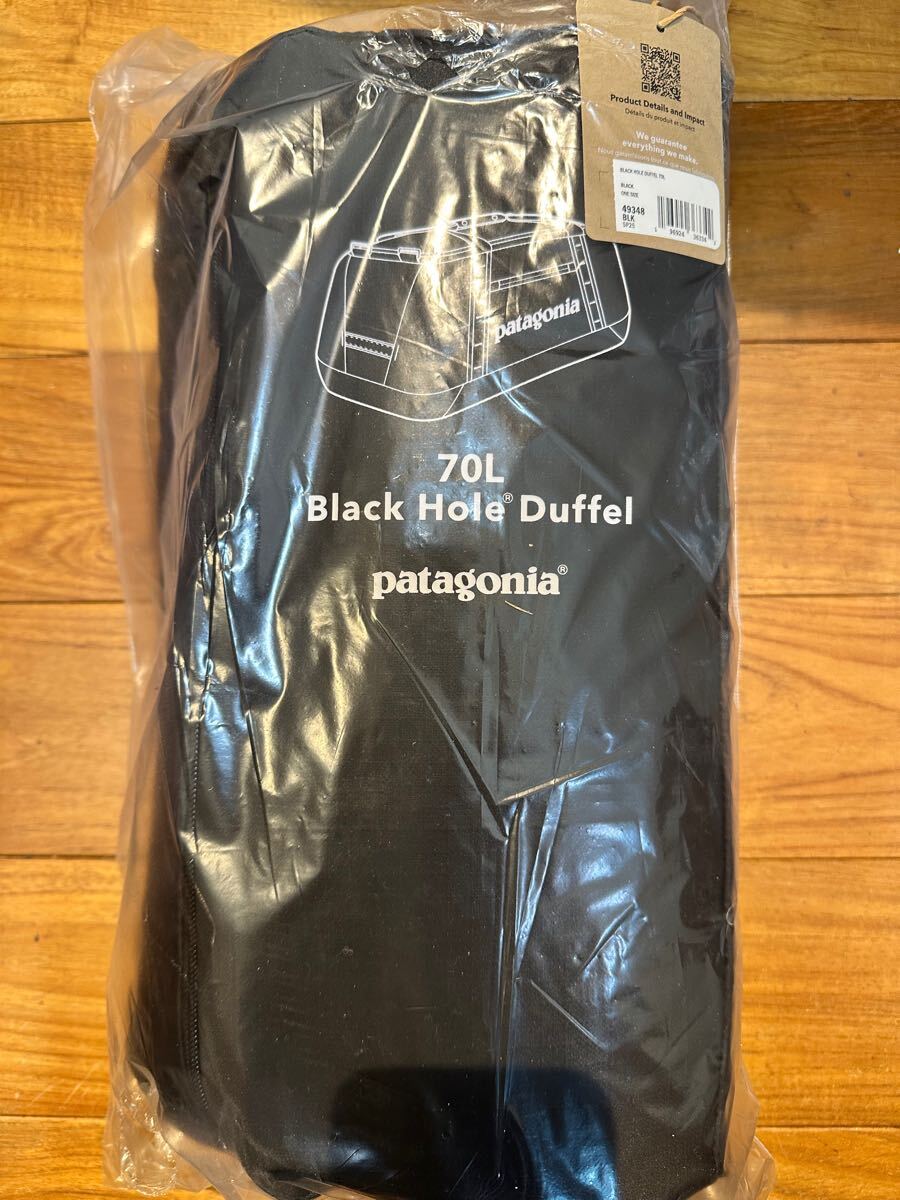 Product Details and Impact
Détails du produit et impact
We guarantee
everything we make.
BLACK HOLE DUFFEL 70L
BLACK
ONE SIZE
49348
BLK
SP25
96924
patagonia
70L
Black Hole® Duffel
patagonia®